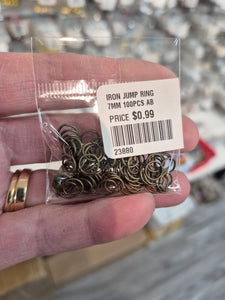 IRON JUMP RING
7MM 100PCS AB
PRICE $0.99
23880